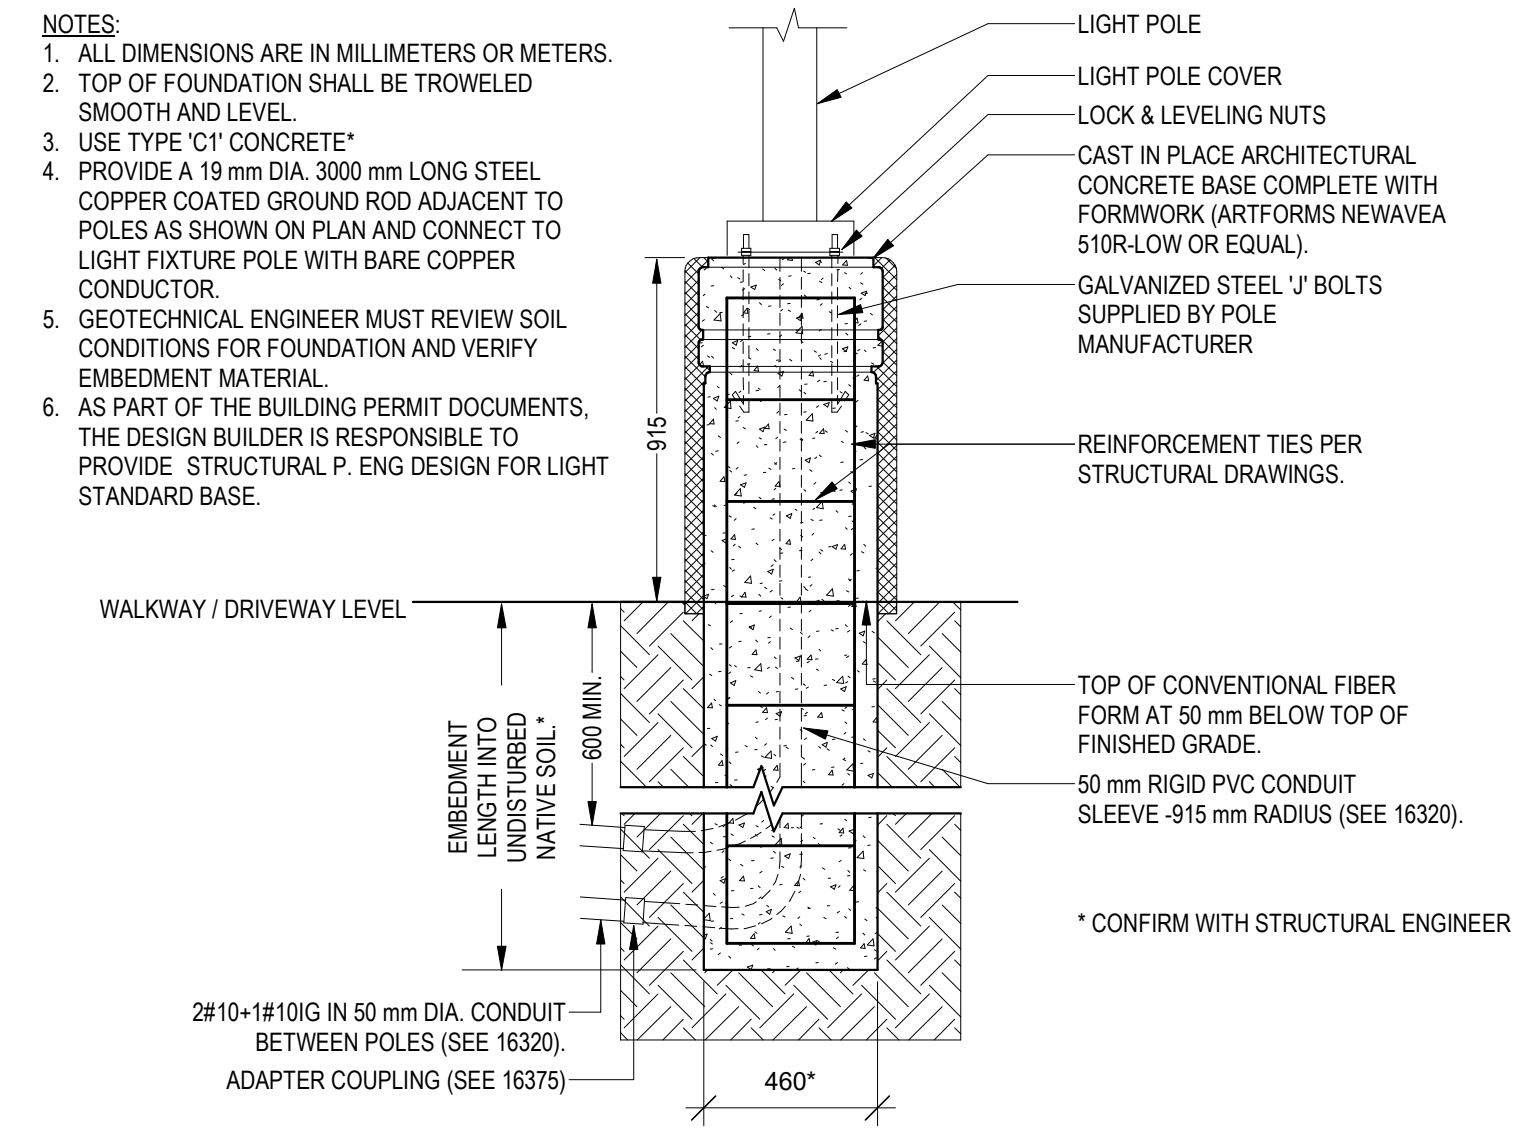 NOTES:
1. ALL DIMENSIONS ARE IN MILLIMETERS OR METERS.
2. TOP OF FOUNDATION SHALL BE TROWELED
SMOOTH AND LEVEL.
3. USE TYPE 'C1' CONCRETE*
4. PROVIDE A 19 mm DIA. 3000 mm LONG STEEL
COPPER COATED GROUND ROD ADJACENT TO
POLES AS SHOWN ON PLAN AND CONNECT TO
LIGHT FIXTURE POLE WITH BARE COPPER
CONDUCTOR.
5. GEOTECHNICAL ENGINEER MUST REVIEW SOIL
CONDITIONS FOR FOUNDATION AND VERIFY
EMBEDMENT MATERIAL.
6. AS PART OF THE BUILDING PERMIT DOCUMENTS,
THE DESIGN BUILDER IS RESPONSIBLE TO
PROVIDE STRUCTURAL P. ENG DESIGN FOR LIGHT
STANDARD BASE.
LIGHT POLE
LIGHT POLE COVER
LOCK & LEVELING NUTS
CAST IN PLACE ARCHITECTURAL
CONCRETE BASE COMPLETE WITH
FORMWORK (ARTFORMS NEWAVEA
510R-LOW OR EQUAL).
GALVANIZED STEEL 'J' BOLTS
SUPPLIED BY POLE
MANUFACTURER
915
REINFORCEMENT TIES PER
STRUCTURAL DRAWINGS.
WALKWAY / DRIVEWAY LEVEL
EMBEDMENT
LENGTH INTO
UNDISTURBED
NATIVE SOIL.*
600 MIN.
TOP OF CONVENTIONAL FIBER
FORM AT 50 mm BELOW TOP OF
FINISHED GRADE.
50 mm RIGID PVC CONDUIT
SLEEVE -915 mm RADIUS (SEE 16320).
* CONFIRM WITH STRUCTURAL ENGINEER
2#10+1#10IG IN 50 mm DIA. CONDUIT
BETWEEN POLES (SEE 16320).
ADAPTER COUPLING (SEE 16375)
460*